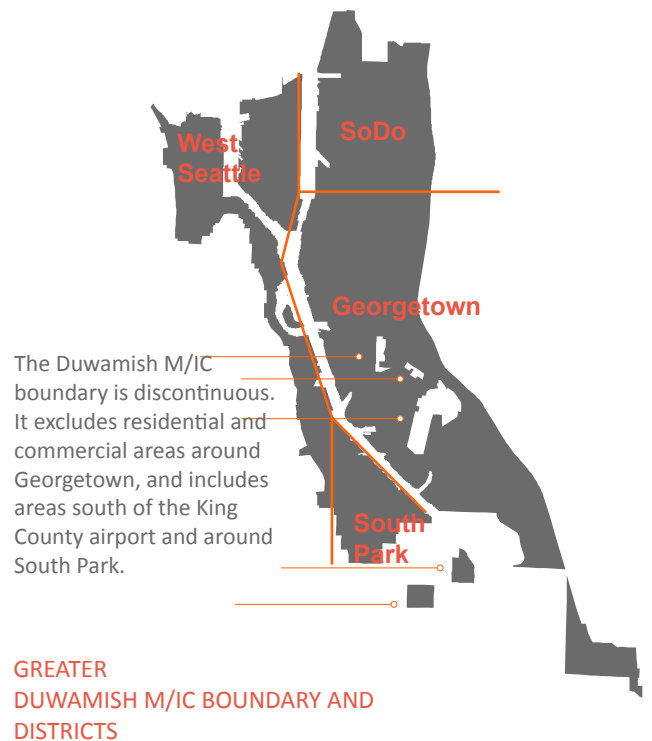 SoDo
West
Seattle
Georgetown
The Duwamish M/IC
boundary is discontinuous.
It excludes residential and
commercial areas around
Georgetown, and includes
areas south of the King
County airport and around
South Park.
South
Park
GREATER
DUWAMISH M/IC BOUNDARY AND
DISTRICTS